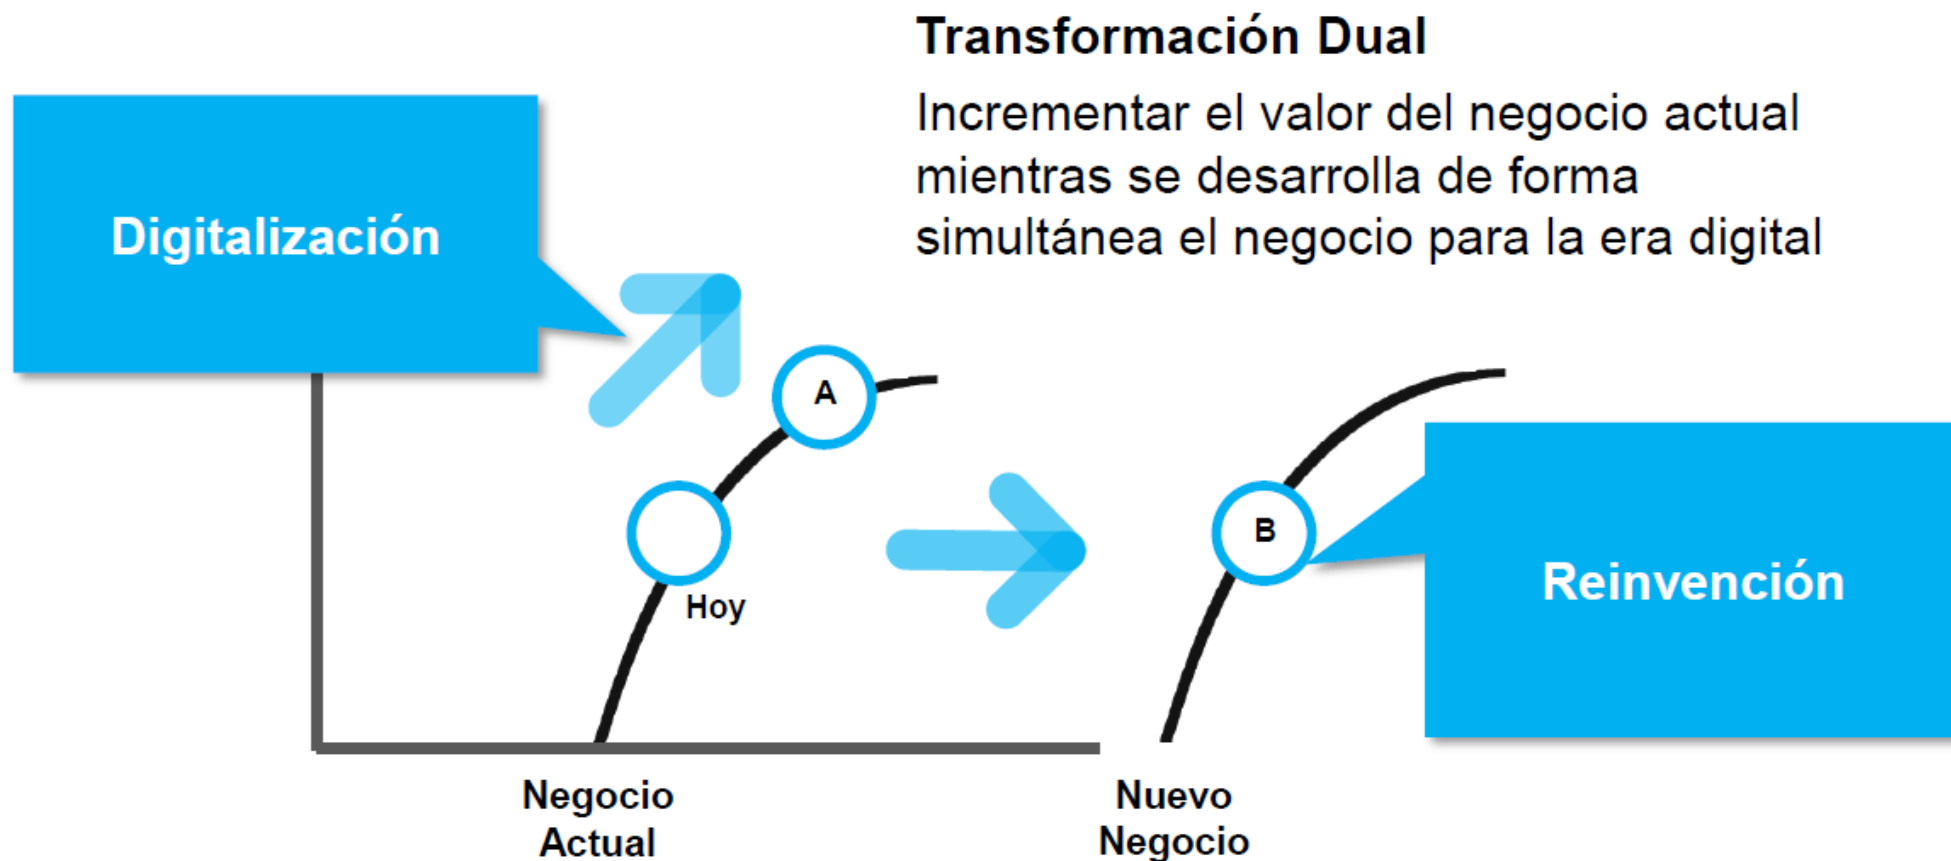 Transformación Dual
Incrementar el valor del negocio actual
mientras se desarrolla de forma
simultánea el negocio para la era digital
Digitalización
A
Hoy
B
Reinvención
Negocio
Actual
Nuevo
Negocio